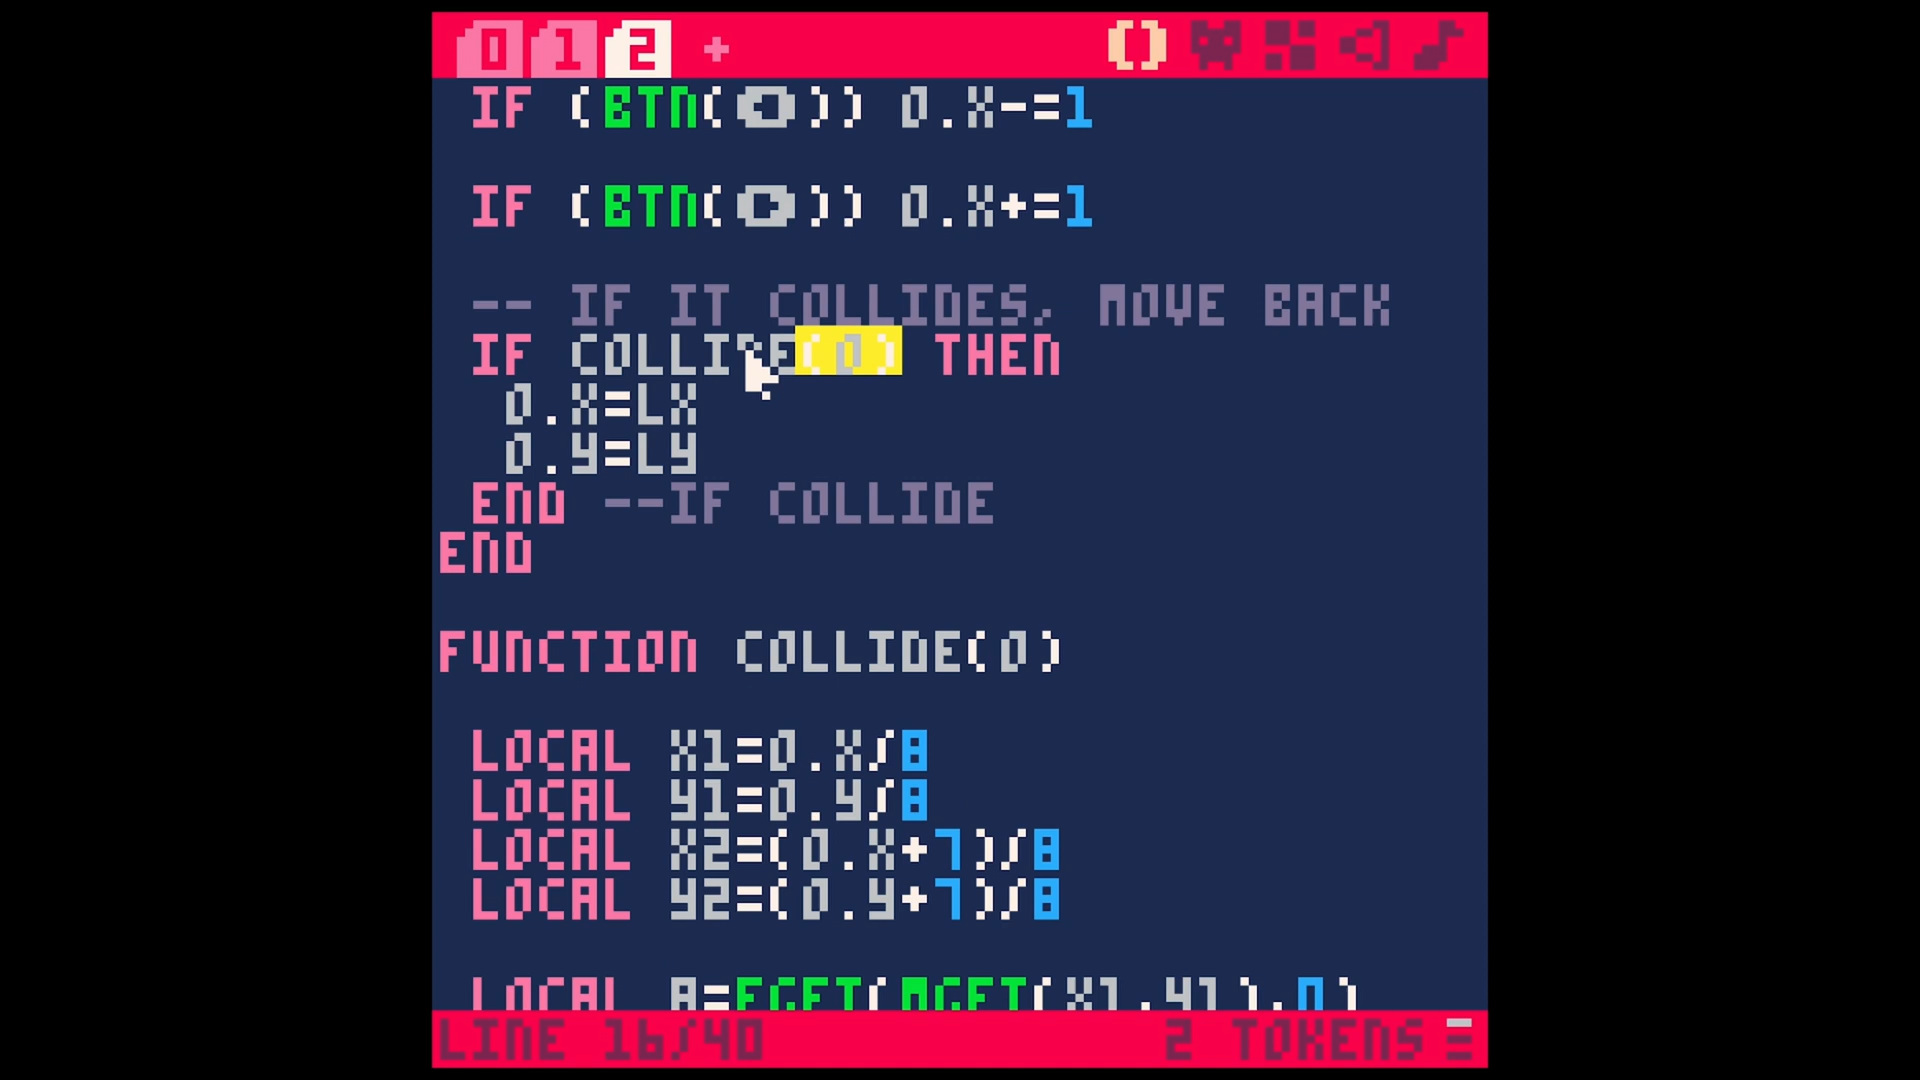 0 1 2 +
IF (BTN(⬅️)) O.X-=1
IF (BTN(➡️)) O.X+=1
-- IF IT COLLIDES, MOVE BACK
IF COLLIDE(O) THEN
O.X=LX
O.Y=LY
END --IF COLLIDE
END
FUNCTION COLLIDE(O)
LOCAL X1=O.X/8
LOCAL Y1=O.Y/8
LOCAL X2=(O.X+7)/8
LOCAL Y2=(O.Y+7)/8
LOCAL A=FGET(MGET(X1,Y1),0)
LINE 16/40
2 TOKENS